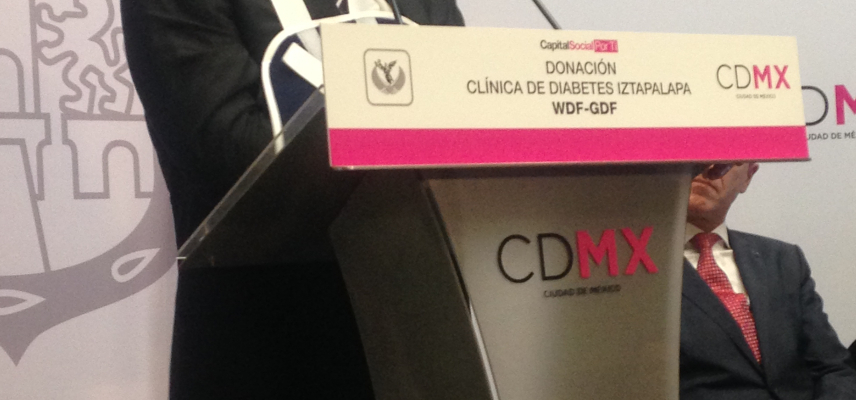 CapitalSocial Por Ti
DONACIÓN
CLÍNICA DE DIABETES IZTAPALAPA
WDF-GDF
CDMX
CIUDAD DE MÉXICO
CDMX
CIUDAD DE MÉXICO